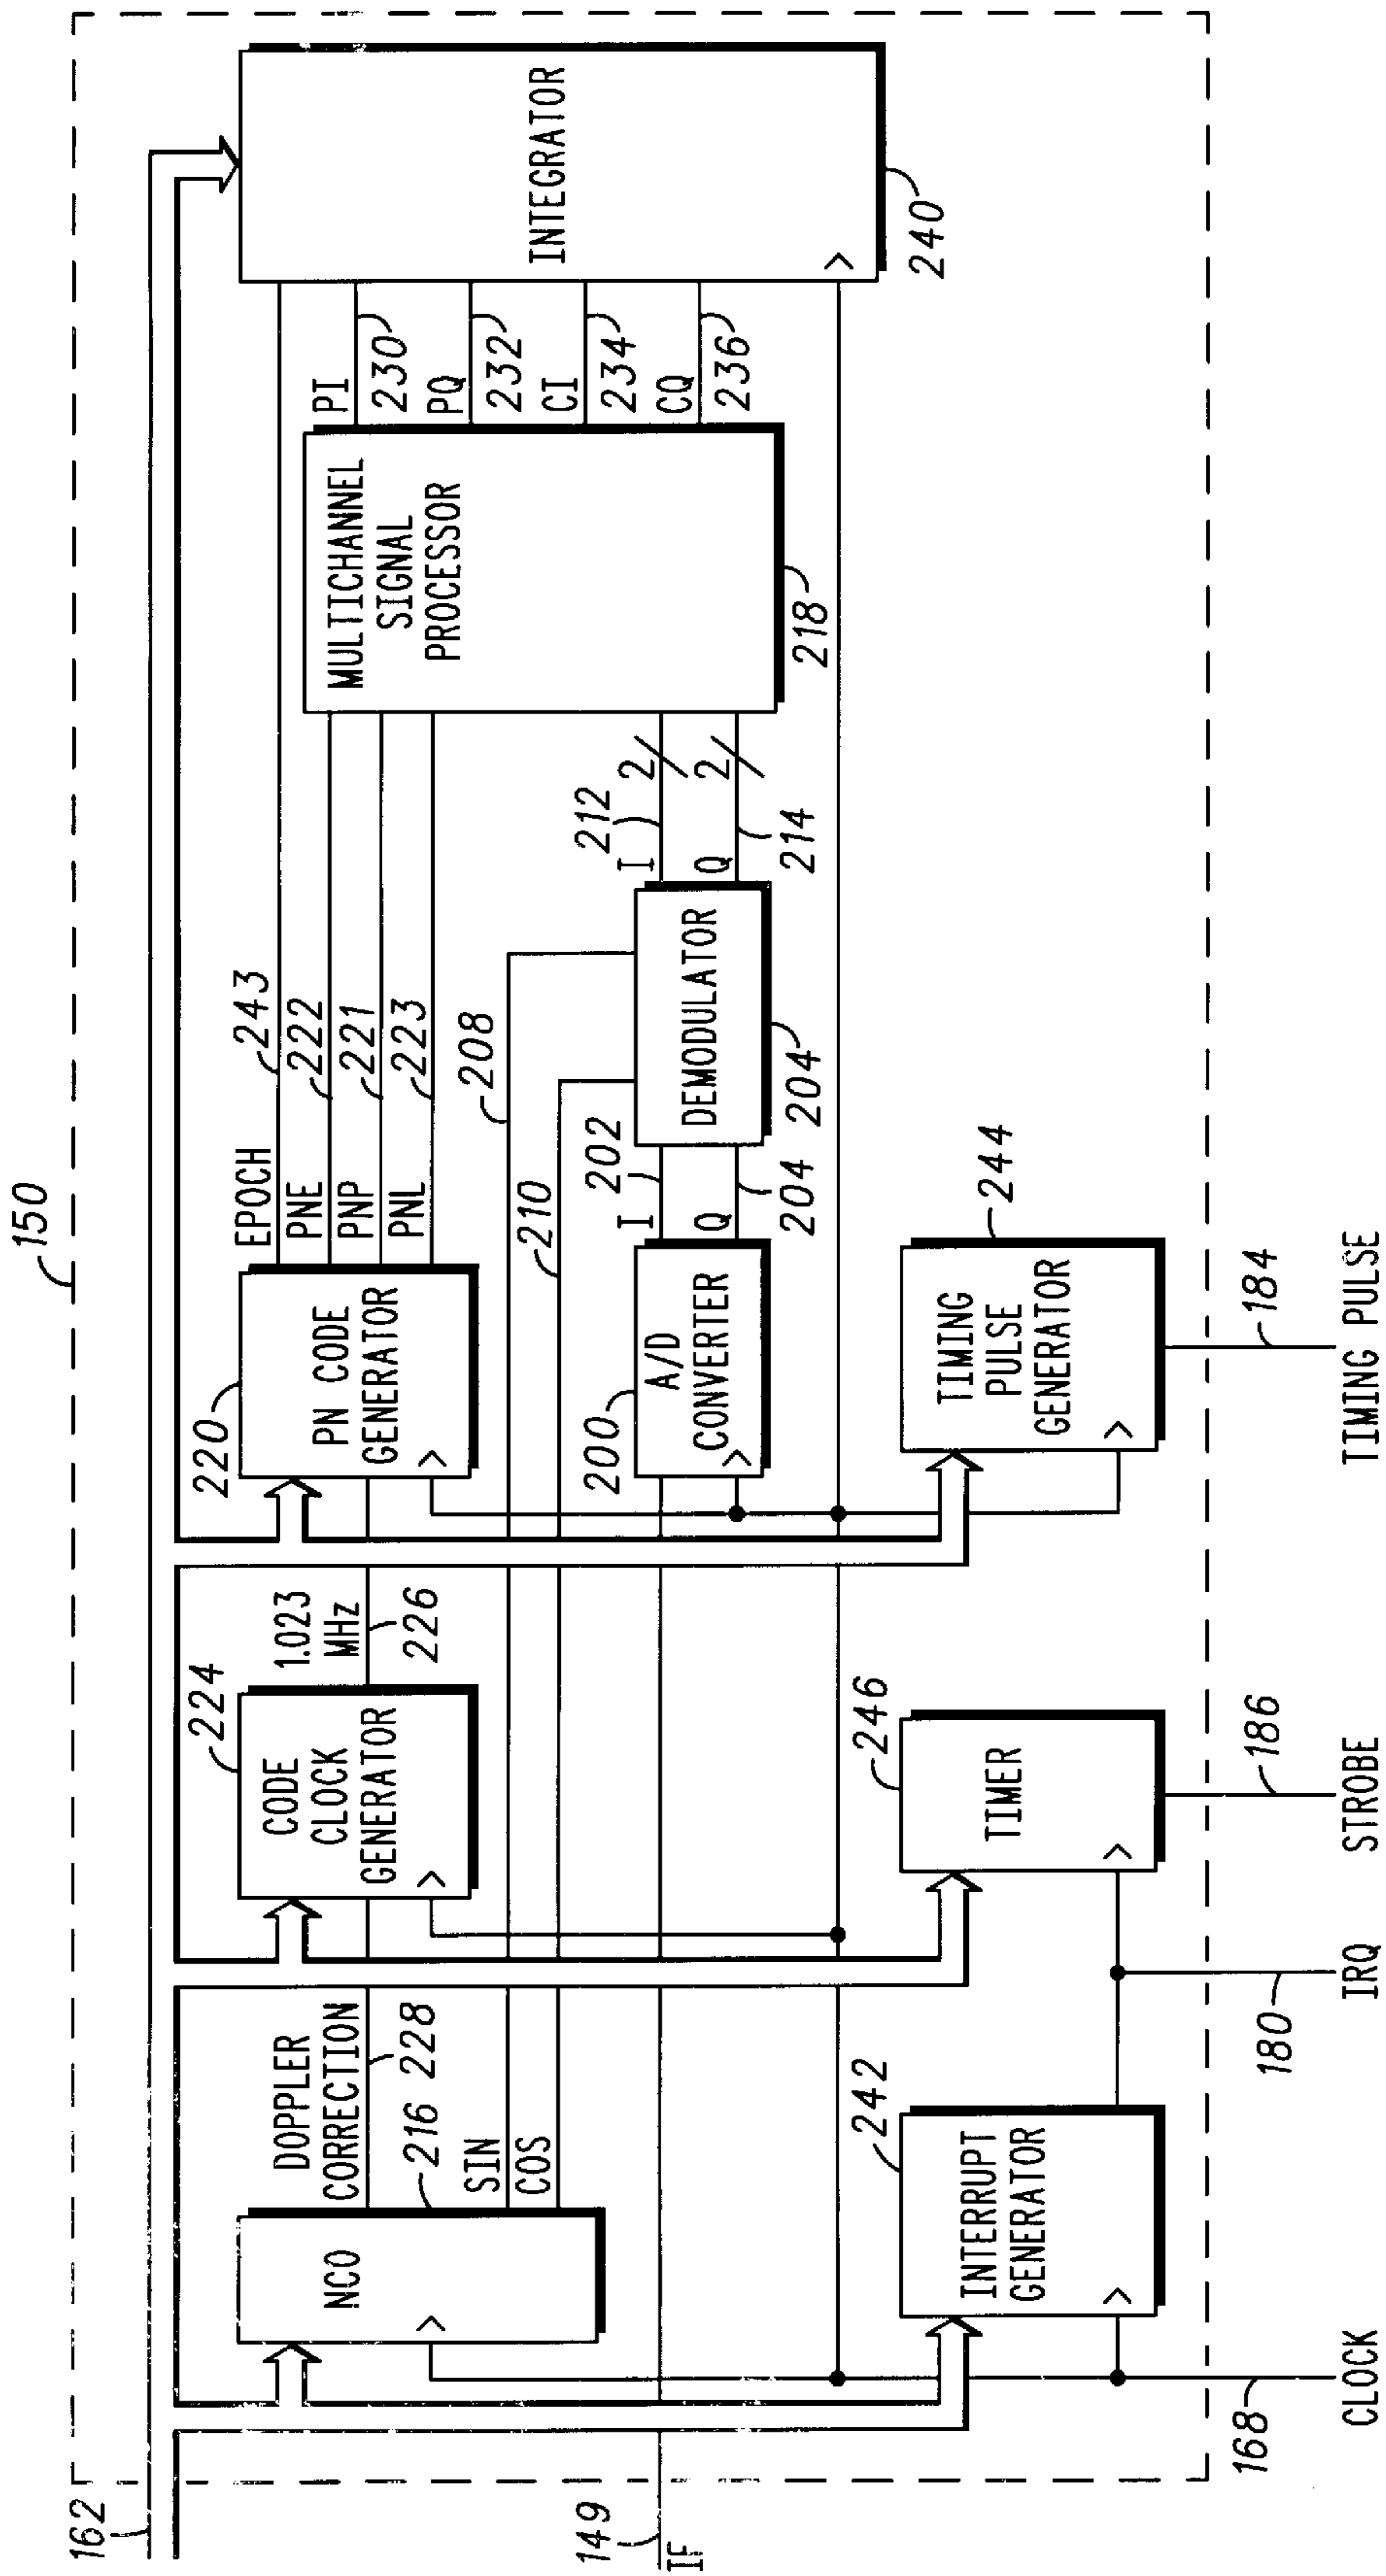 150
162
220
224
EPOCH
243
PNE
222
PNP
221
PNL
223
PN CODE
GENERATOR
1.023
MHz
226
CODE
CLOCK
GENERATOR
DOPPLER
CORRECTION
228
216
NCO
SIN
COS
208
210
PI
230
PQ
232
CI
234
CQ
236
INTEGRATOR
240
MULTICHANNEL
SIGNAL
PROCESSOR
218
149
IF
200
A/D
CONVERTER
I
202
Q
204
DEMODULATOR
204
I
212
2
Q
214
2
242
INTERRUPT
GENERATOR
246
TIMER
244
TIMING
PULSE
GENERATOR
168
CLOCK
180
IRQ
186
STROBE
184
TIMING PULSE